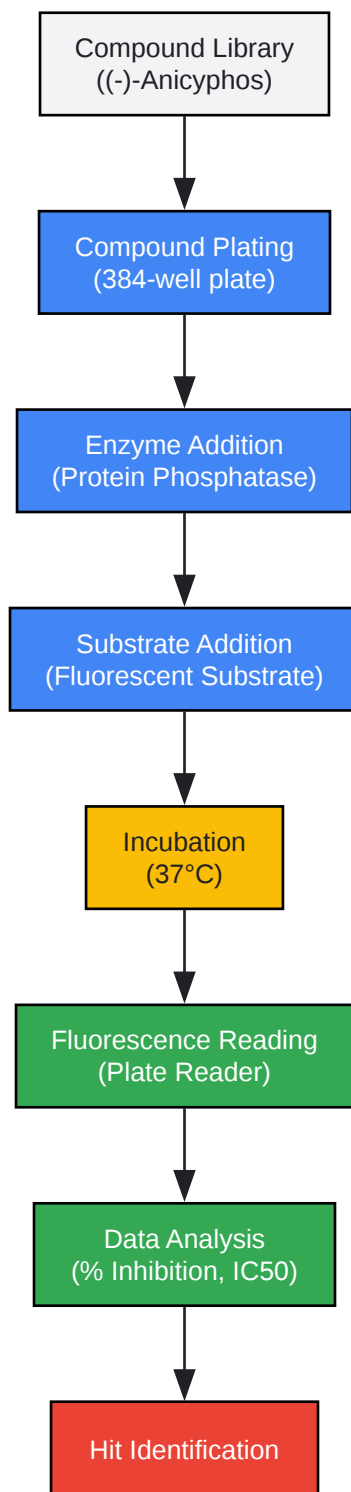 Compound Library
((-)-Anicyphos)
Compound Plating
(384-well plate)
Enzyme Addition
(Protein Phosphatase)
Substrate Addition
(Fluorescent Substrate)
Incubation
(37°C)
Fluorescence Reading
(Plate Reader)
Data Analysis
(% Inhibition, IC50)
Hit Identification